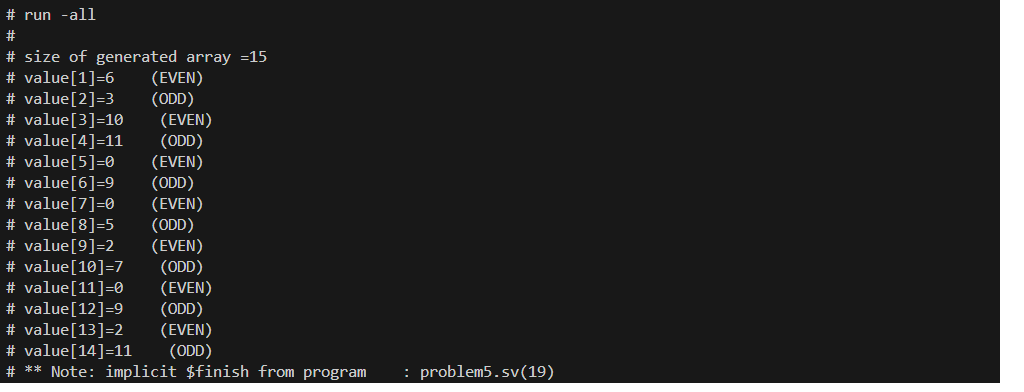 # run -all
#
# size of generated array =15
# value[1]=6    (EVEN)
# value[2]=3    (ODD)
# value[3]=10    (EVEN)
# value[4]=11    (ODD)
# value[5]=0    (EVEN)
# value[6]=9    (ODD)
# value[7]=0    (EVEN)
# value[8]=5    (ODD)
# value[9]=2    (EVEN)
# value[10]=7    (ODD)
# value[11]=0    (EVEN)
# value[12]=9    (ODD)
# value[13]=2    (EVEN)
# value[14]=11    (ODD)
# ** Note: implicit $finish from program    : problem5.sv(19)